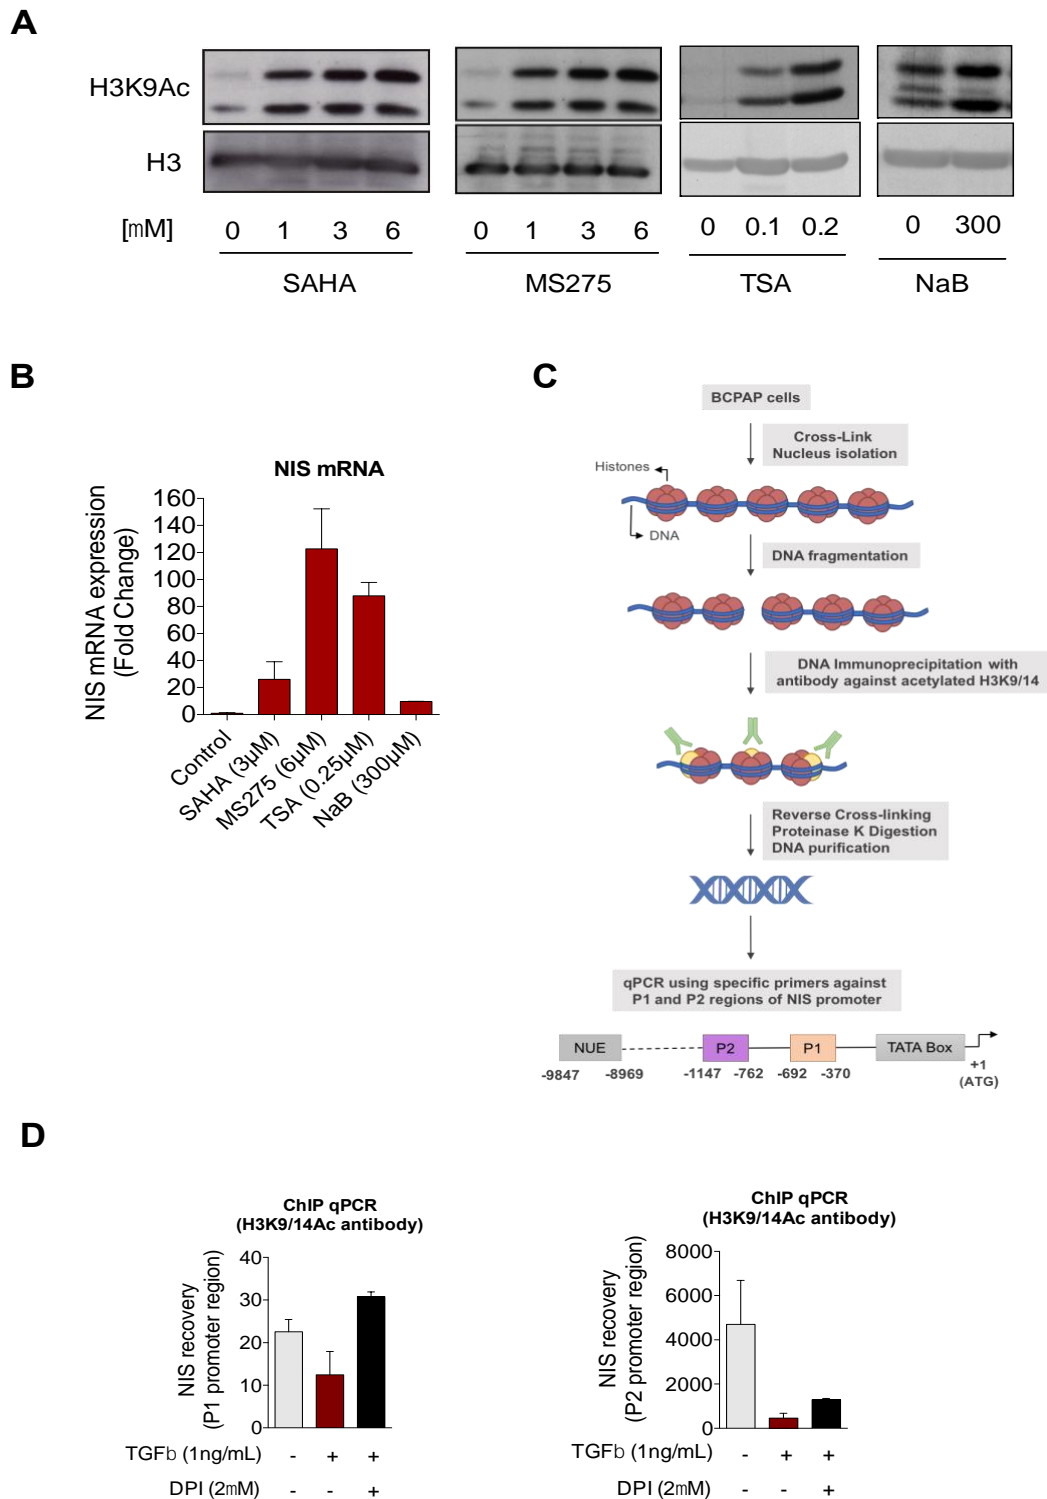 A
H3K9Ac
H3
[mM] 0 1 3 6 0 1 3 6 0 0.1 0.2 0 300
SAHA MS275 TSA NaB
B
NIS mRNA
NIS mRNA expression
(Fold Change)
160
140
120
100
80
60
40
20
0
Control
SAHA (3µM)
MS275 (6µM)
TSA (0.25µM)
NaB (300µM)
C
BCPAP cells
Cross-Link
Nucleus isolation
Histones
DNA
DNA fragmentation
DNA Immunoprecipitation with
antibody against acetylated H3K9/14
Reverse Cross-linking
Proteinase K Digestion
DNA purification
qPCR using specific primers against
P1 and P2 regions of NIS promoter
NUE P2 P1 TATA Box
-9847 -8969 -1147 -762 -692 -370 +1
(ATG)
D
ChIP qPCR
(H3K9/14Ac antibody)
NIS recovery
(P1 promoter region)
40
30
20
10
0
TGFb (1ng/mL) - + +
DPI (2mM) - - +
ChIP qPCR
(H3K9/14Ac antibody)
NIS recovery
(P2 promoter region)
8000
6000
4000
2000
0
TGFb (1ng/mL) - + +
DPI (2mM) - - +